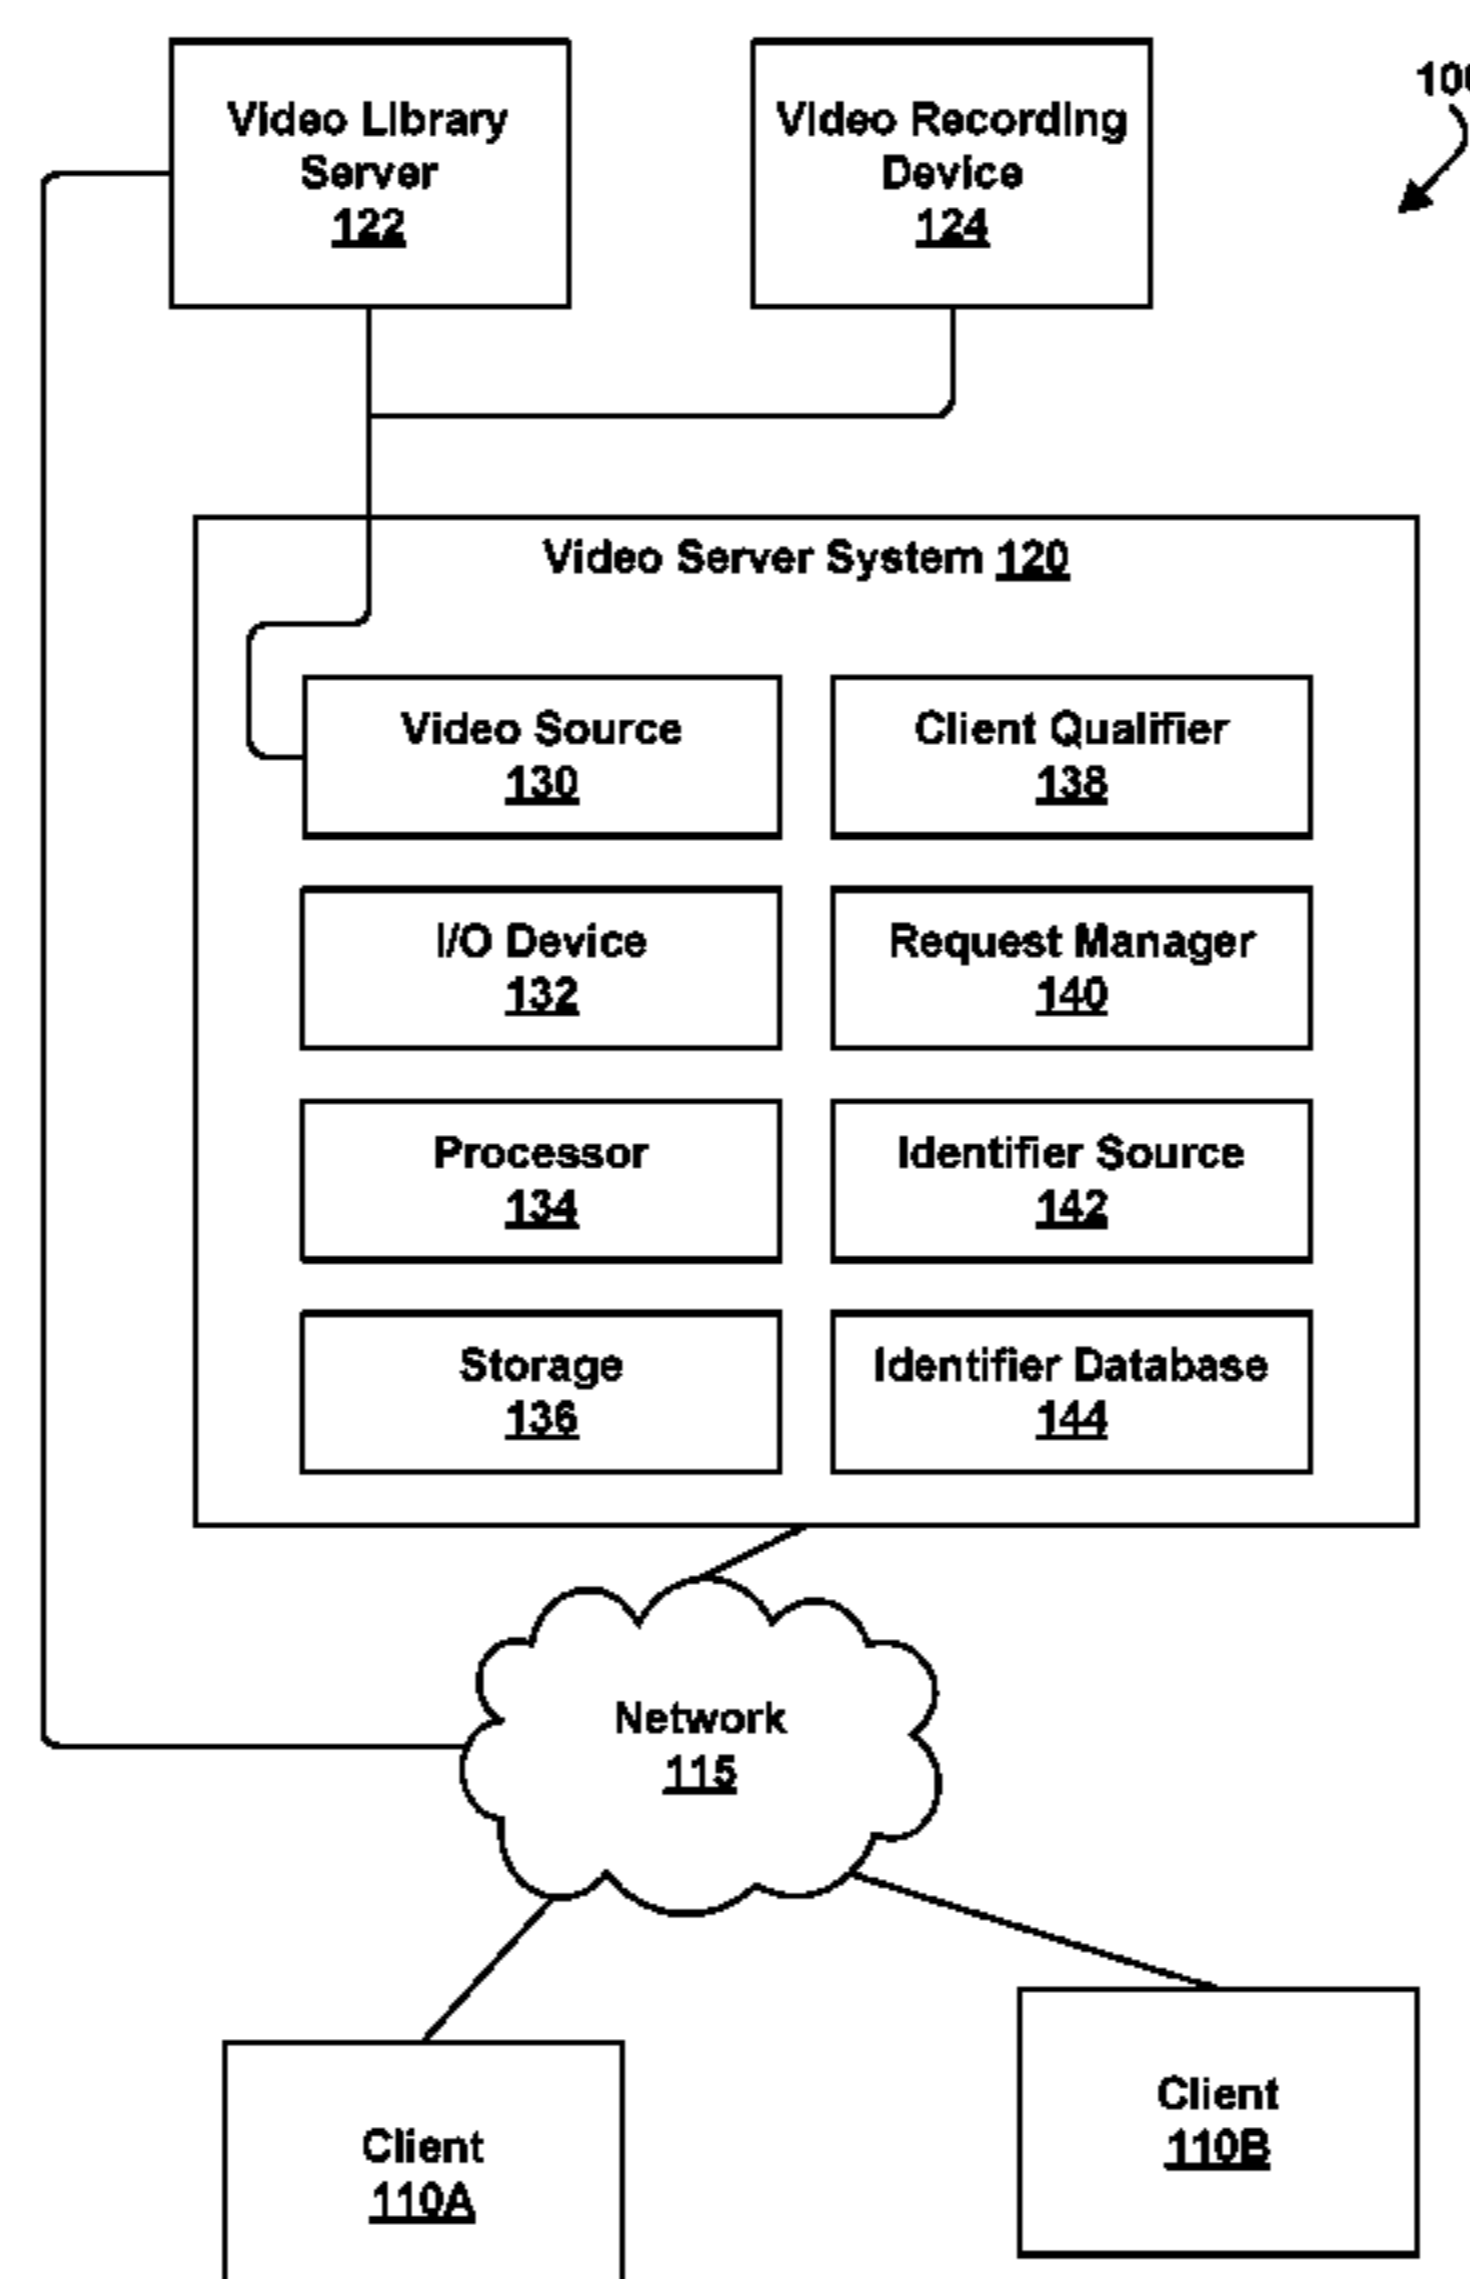 Video Library
Server
122
Video Recording
Device
124
100
Video Server System 120
Video Source
130
Client Qualifier
138
I/O Device
132
Request Manager
140
Processor
134
Identifier Source
142
Storage
136
Identifier Database
144
Network
115
Client
110A
Client
110B